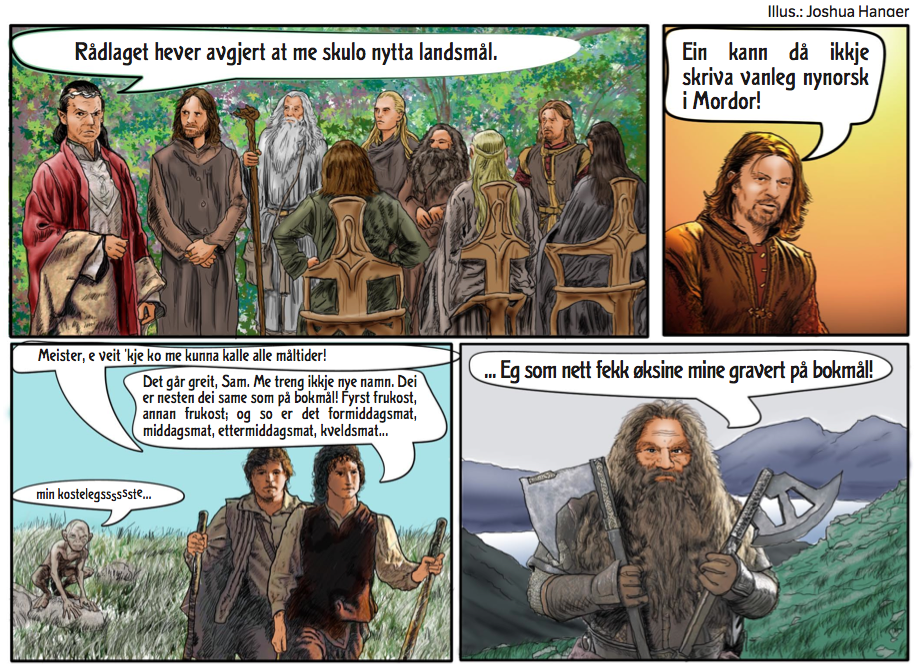 Illus.: Joshua Hanger
Rådlaget hever avgjert at me skulo nytta landsmål.
Ein kann då ikkje
skriva vanleg nynorsk
i Mordor!
Meister, e veit 'kje ko me kunna kalle alle måltider!
Det går greit, Sam. Me treng ikkje nye namn. Dei
er nesten dei same som på bokmål! Fyrst frukost,
annan frukost; og so er det formiddagsmat,
middagsmat, ettermiddagsmat, kveldsmat...
min kostelegsssssste...
... Eg som nett fekk øksine mine gravert på bokmål!